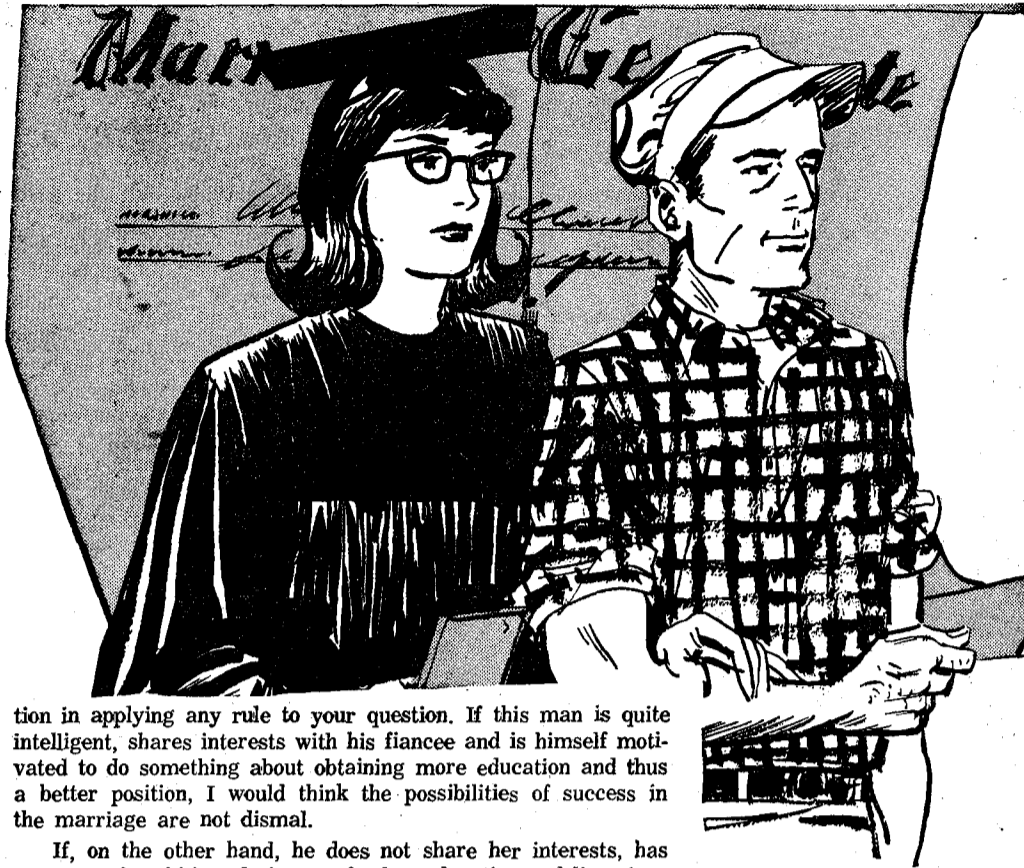 Marr Ce te
tion in applying any rule to your question. If this man is quite
intelligent, shares interests with his fiancee and is himself moti-
vated to do something about obtaining more education and thus
a better position, I would think the possibilities of success in
the marriage are not dismal.
If, on the other hand, he does not share her interests, has